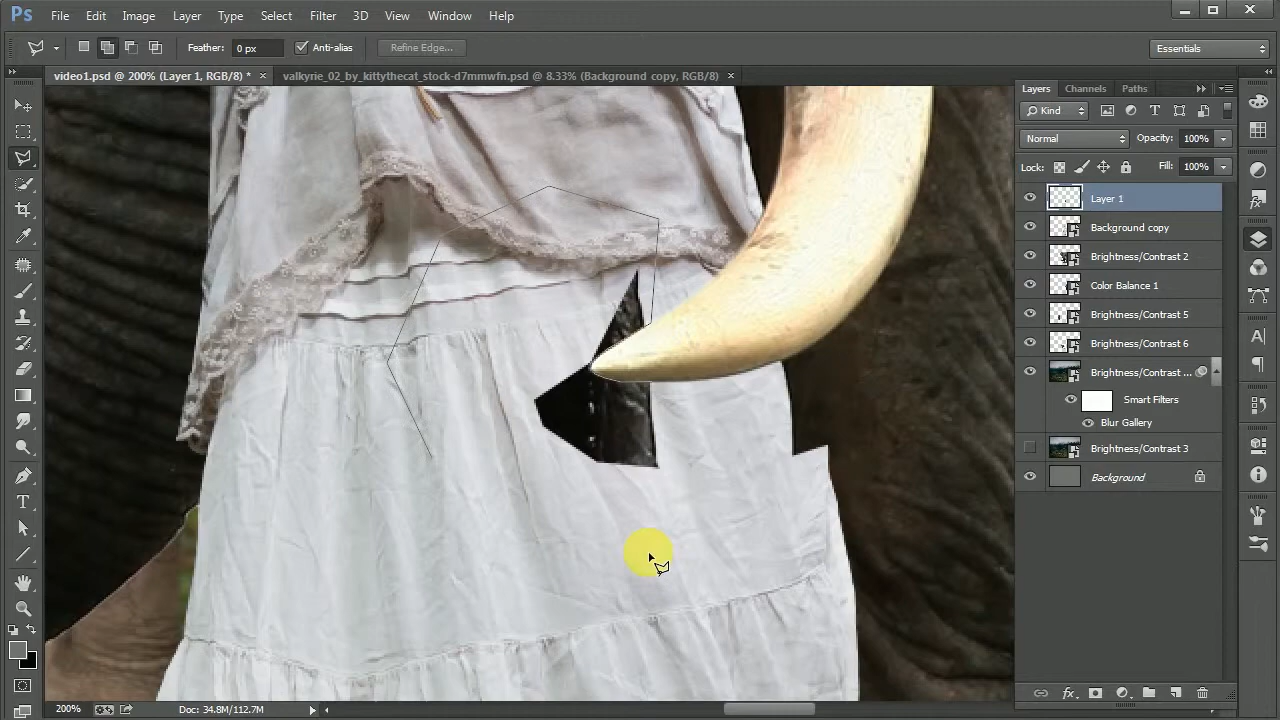 Ps File Edit Image Layer Type Select Filter 3D View Window Help
Feather: 0 px Anti-alias Refine Edge... Essentials
video1.psd @ 200% (Layer 1, RGB/8) * × valkyrie_02_by_kittythecat_stock-d7mmwfn.psd @ 8.33% (Background copy, RGB/8) ×
Layers Channels Paths
Kind
Normal Opacity: 100%
Lock: Fill: 100%
Layer 1
Background copy
Brightness/Contrast 2
Color Balance 1
Brightness/Contrast 5
Brightness/Contrast 6
Brightness/Contrast ...
Smart Filters
Blur Gallery
Brightness/Contrast 3
Background
200% Doc: 34.8M/112.7M